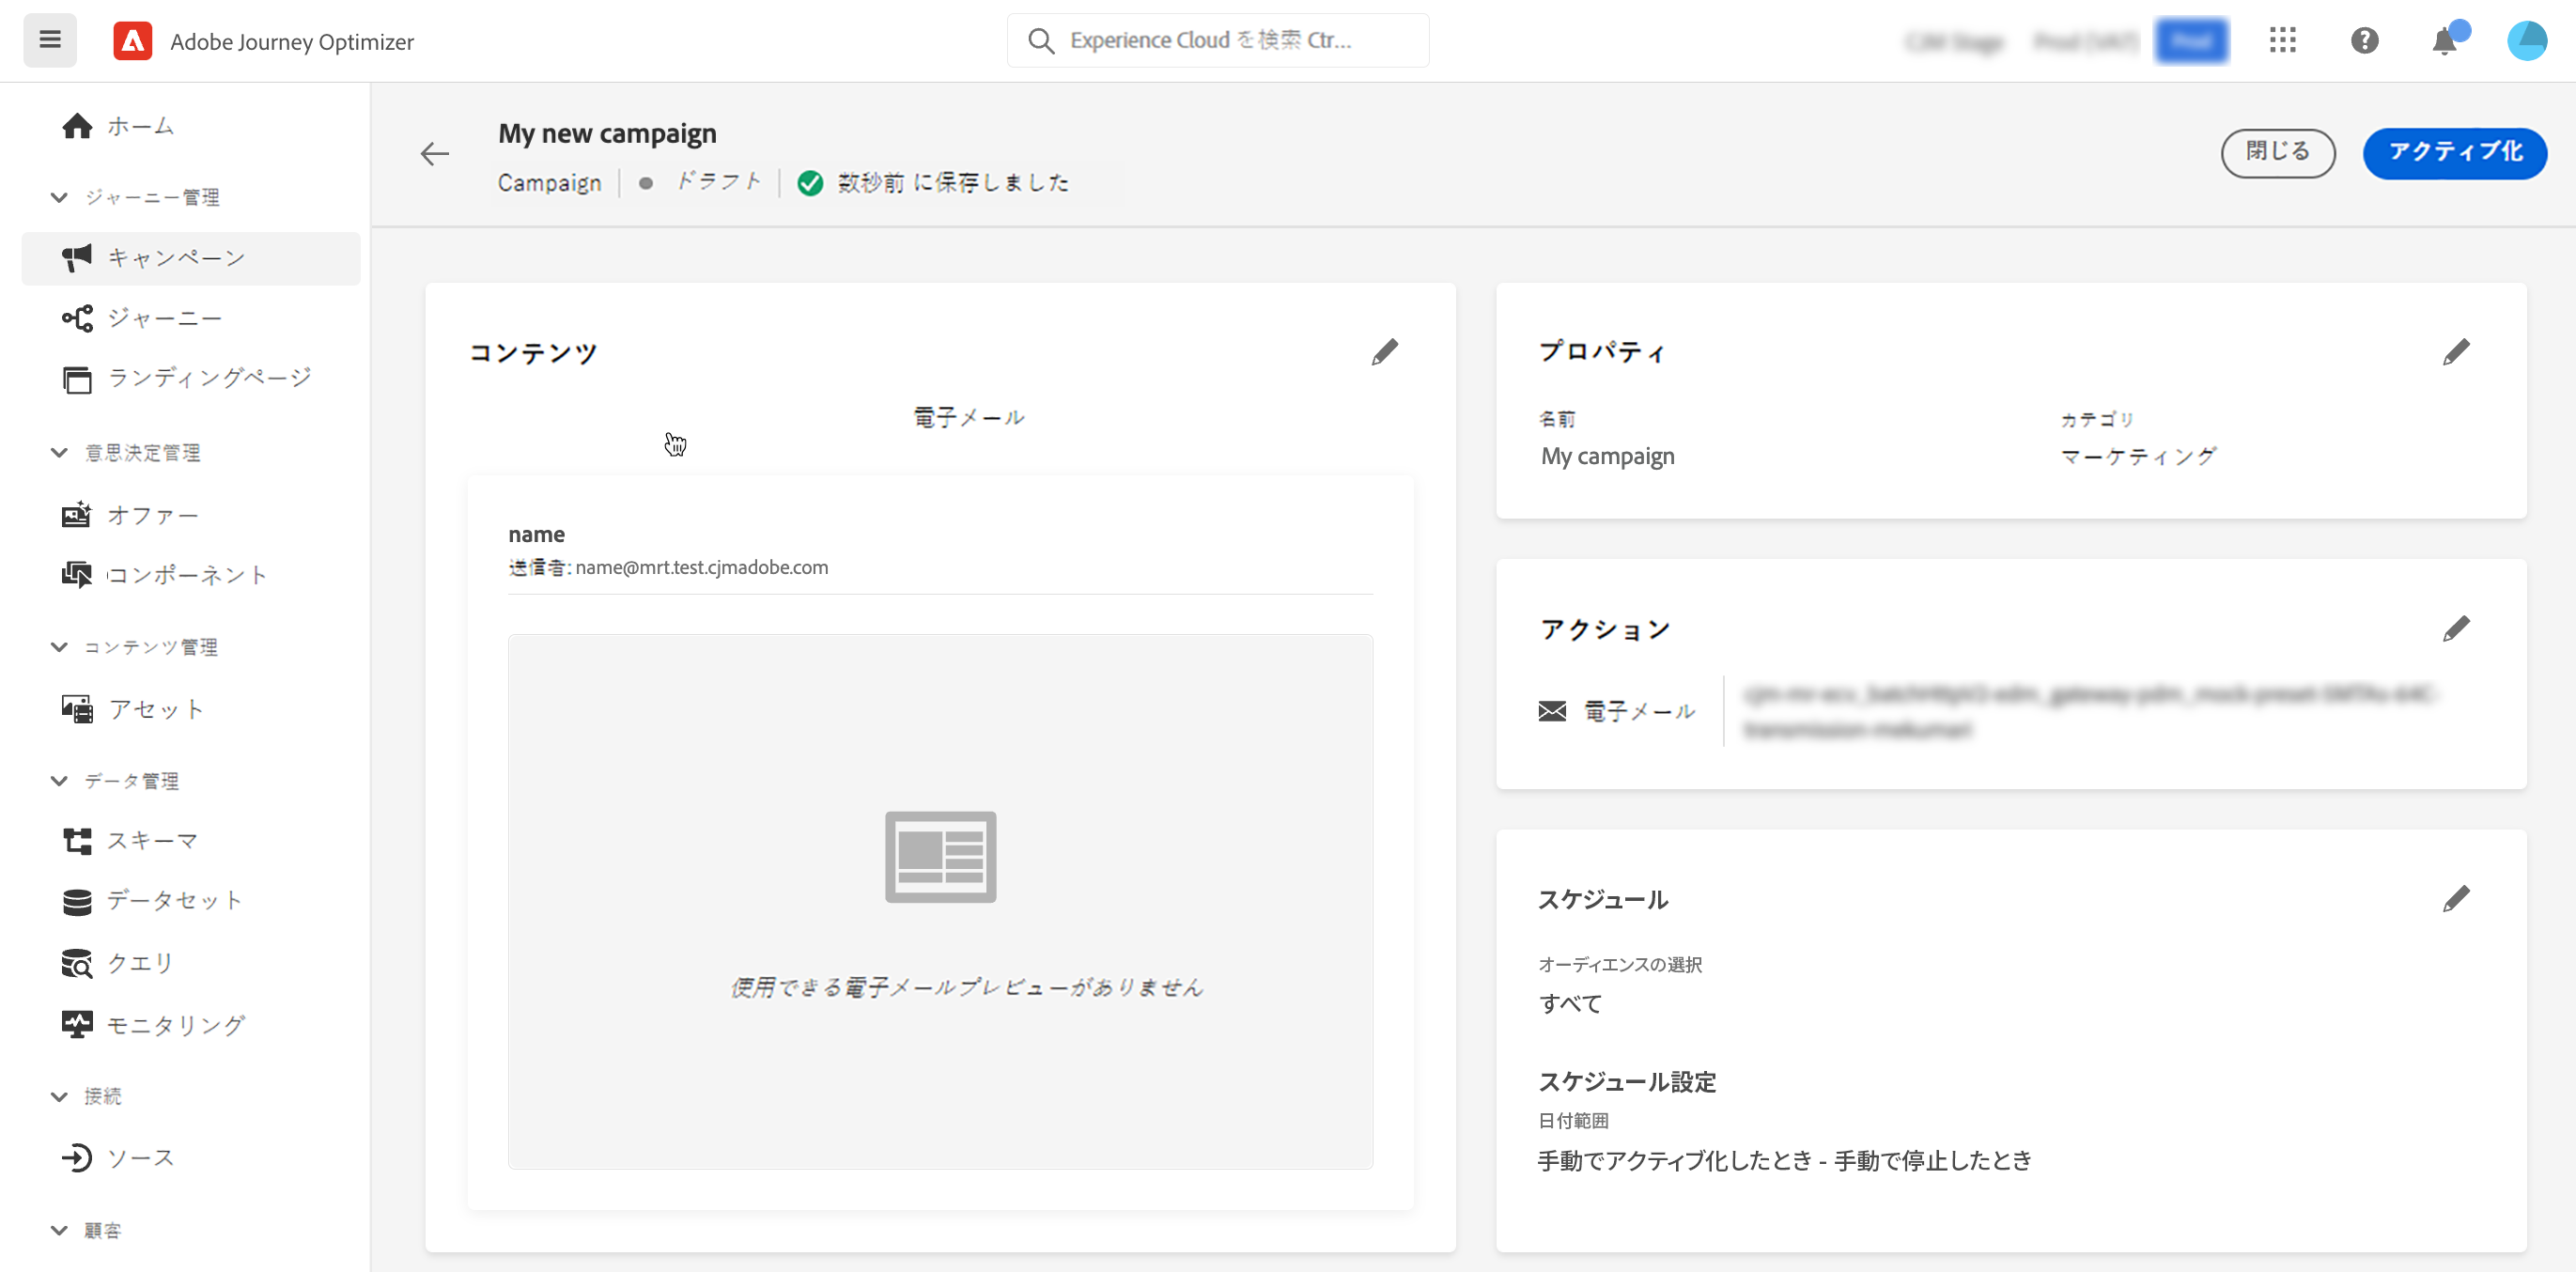 Adobe Journey Optimizer
Experience Cloud を検索 Ctr...
ホーム
ジャーニー管理
キャンペーン
ジャーニー
ランディングページ
意思決定管理
オファー
コンポーネント
コンテンツ管理
アセット
データ管理
スキーマ
データセット
クエリ
モニタリング
接続
ソース
顧客
My new campaign
Campaign
ドラフト
数秒前 に保存しました
閉じる
アクティブ化
コンテンツ
電子メール
name
送信者: name@mrt.test.cjmadobe.com
使用できる電子メールプレビューがありません
プロパティ
名前
カテゴリ
My campaign
マーケティング
アクション
電子メール
スケジュール
オーディエンスの選択
すべて
スケジュール設定
日付範囲
手動でアクティブ化したとき - 手動で停止したとき